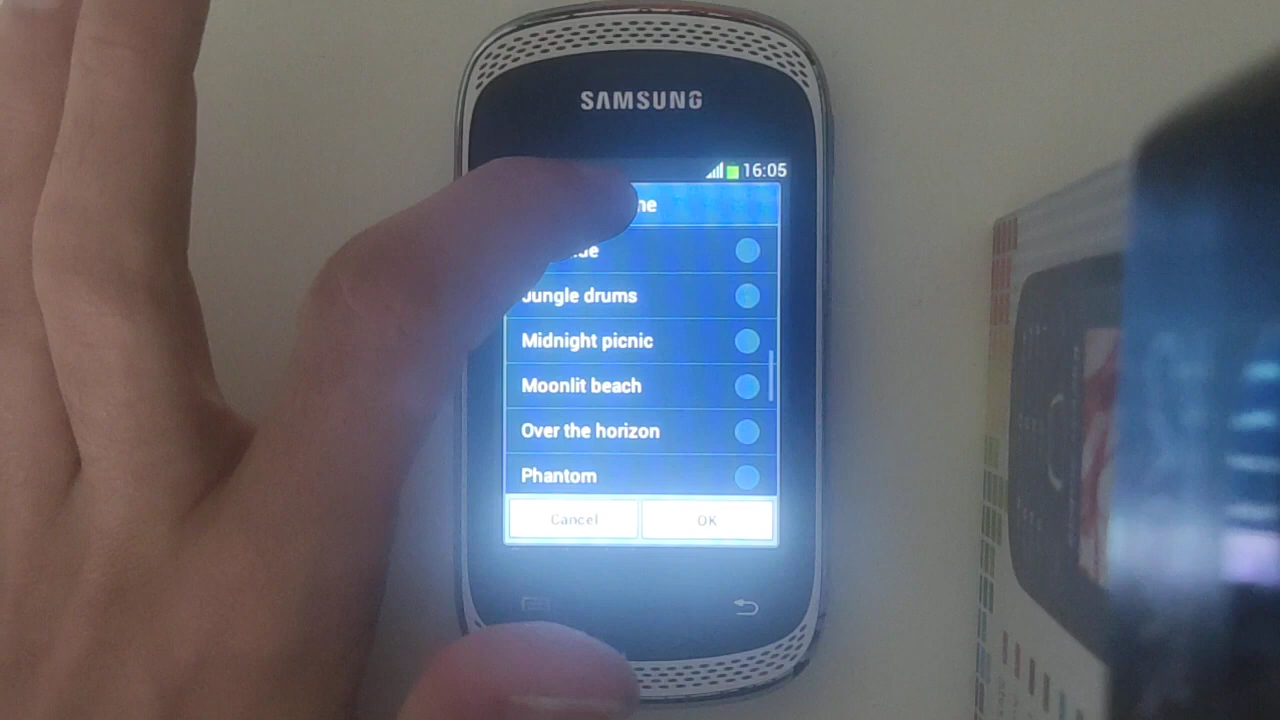 SAMSUNG
16:05
Jungle drums
Midnight picnic
Moonlit beach
Over the horizon
Phantom
Cancel
OK